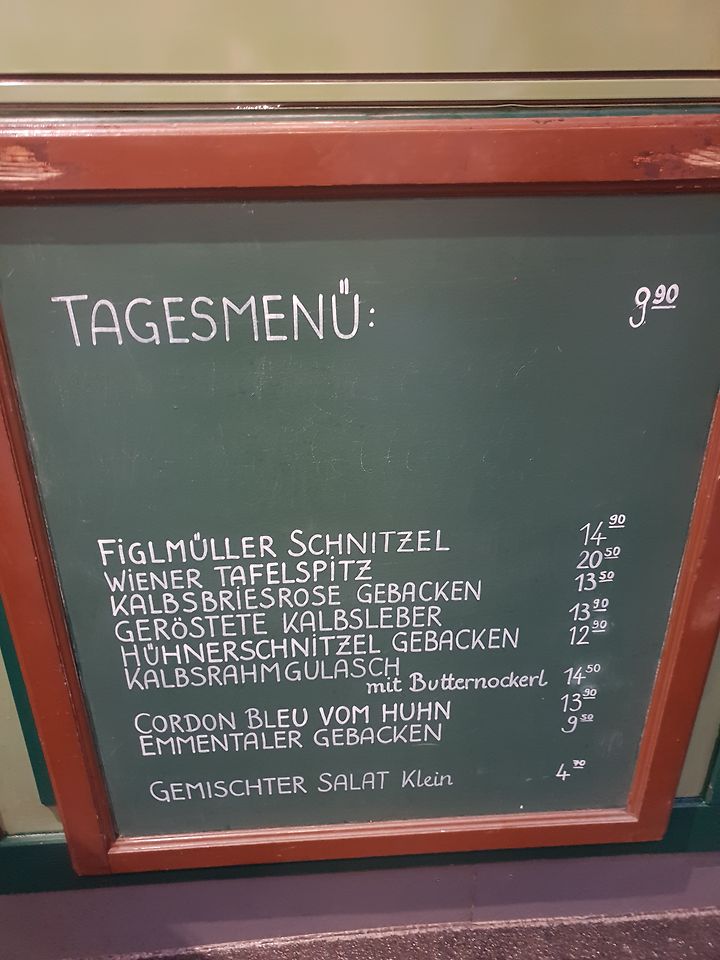 TAGESMENÜ: 9 90
FIGLMÜLLER SCHNITZEL 14 90
WIENER TAFELSPITZ 20 50
KALBSBRIESROSE GEBACKEN 13 50
GERÖSTETE KALBSLEBER 13 90
HÜHNERSCHNITZEL GEBACKEN 12 90
KALBSRAHMGULASCH
mit Butternockerl 14 50
CORDON BLEU VOM HUHN 13 90
EMMENTALER GEBACKEN 9 50
GEMISCHTER SALAT Klein 4 70